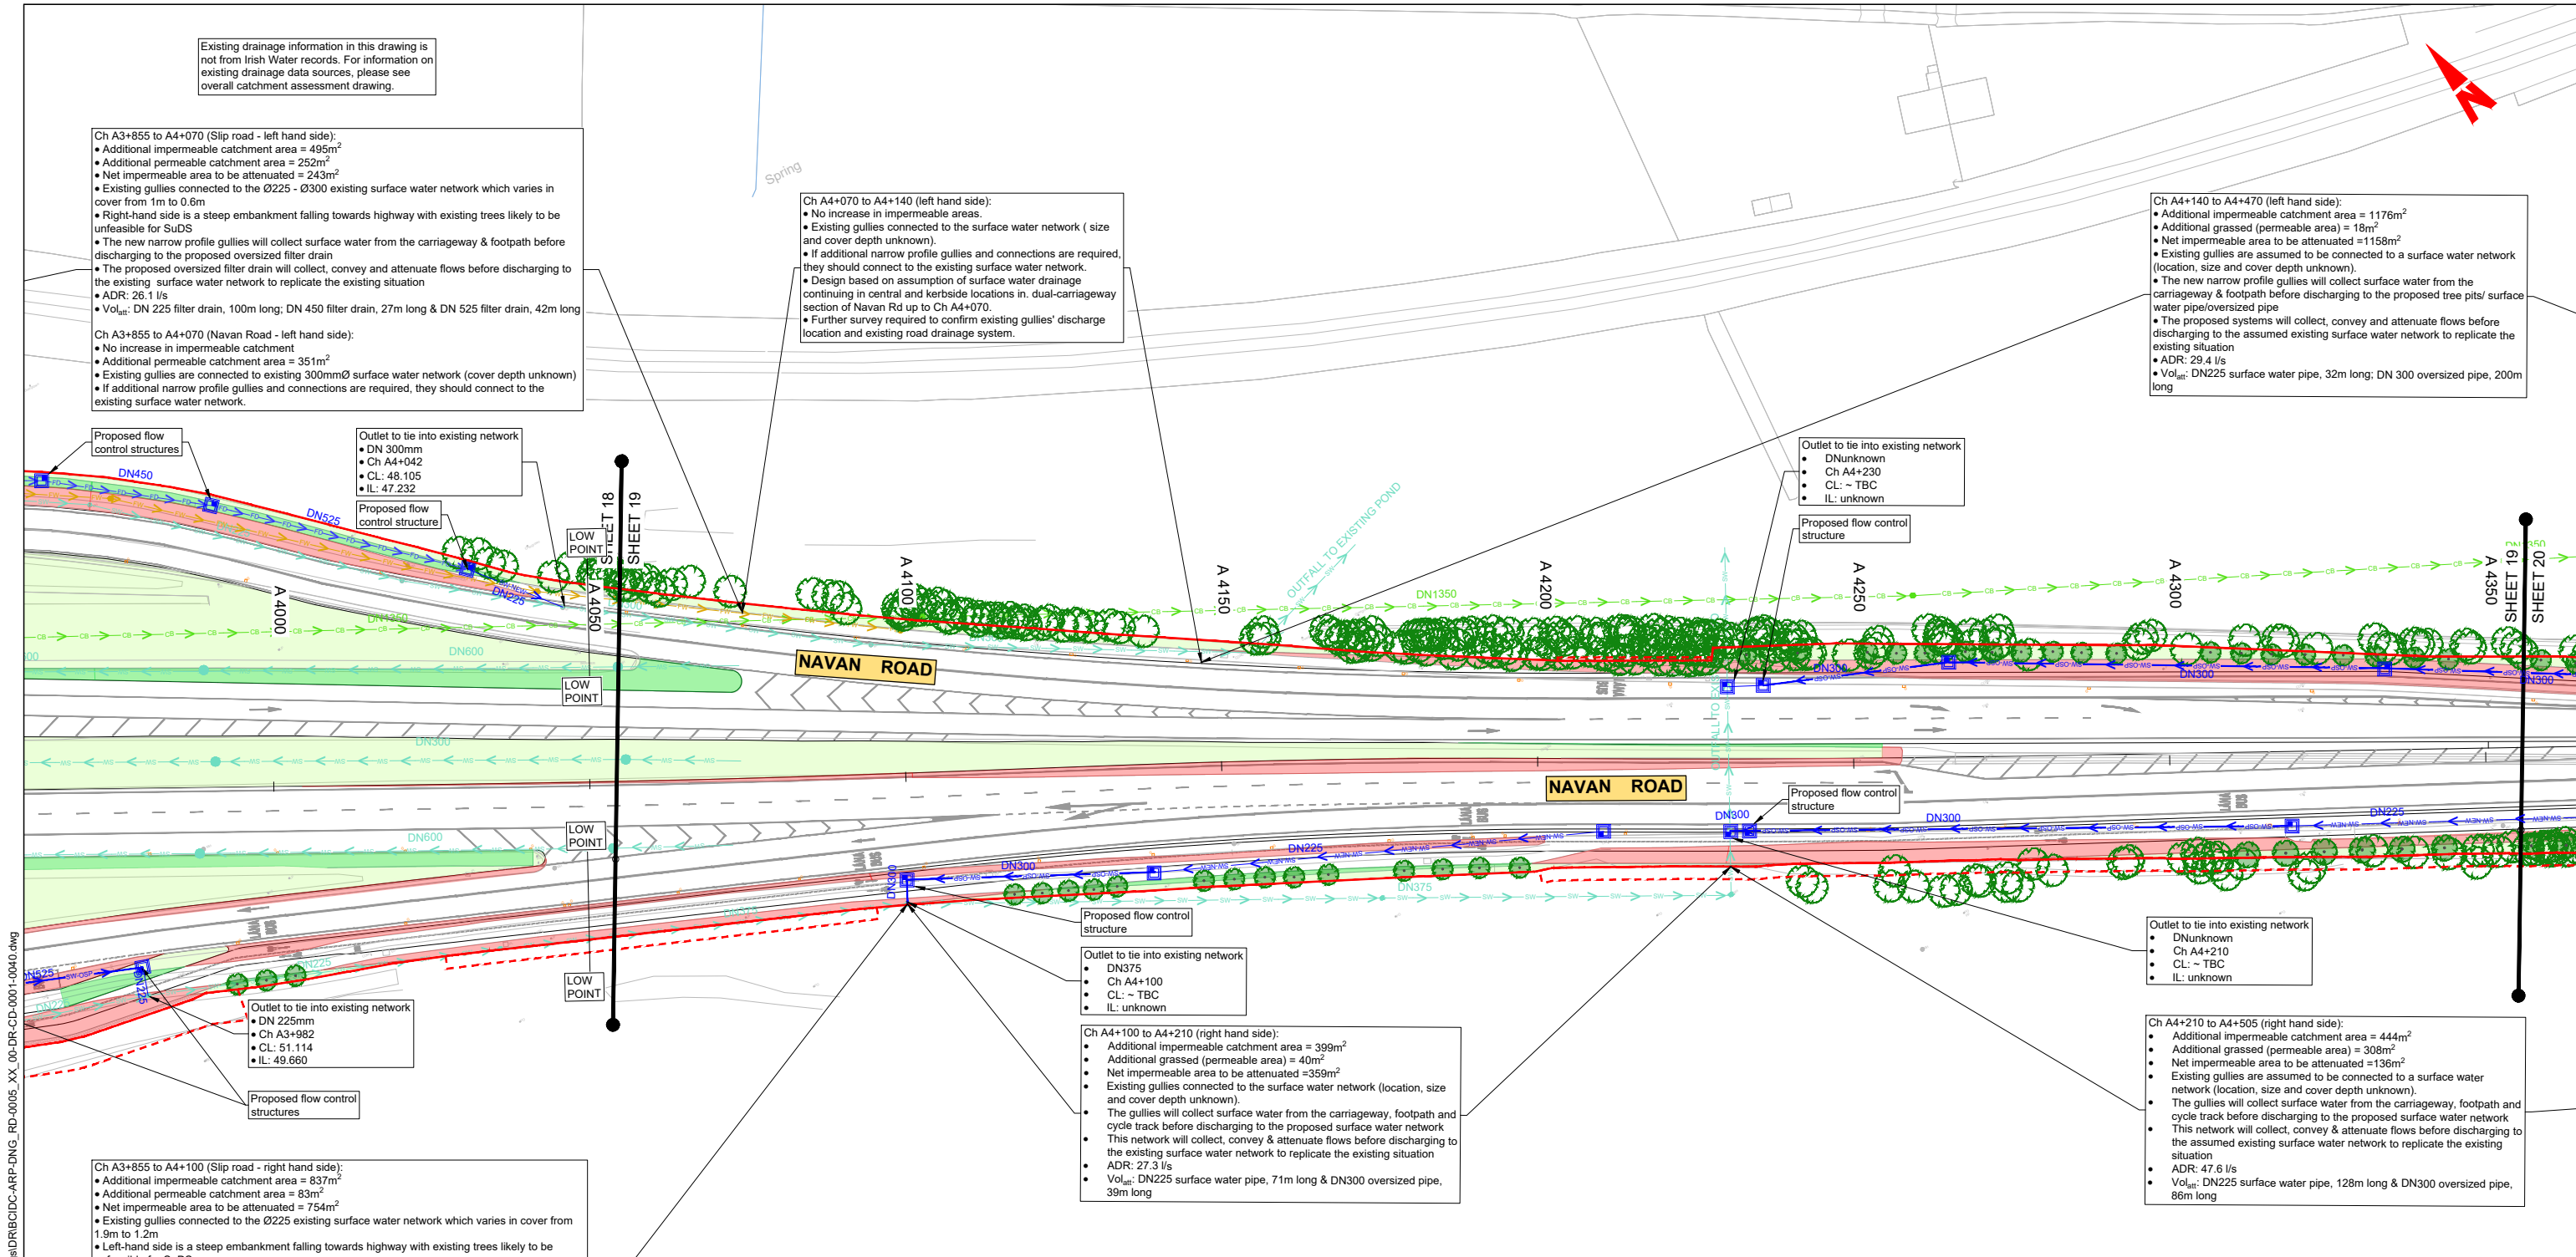 Existing drainage information in this drawing is
not from Irish Water records. For information on
existing drainage data sources, please see
overall catchment assessment drawing.
Ch A3+855 to A4+070 (Slip road - left hand side):
• Additional impermeable catchment area = 495m²
• Additional permeable catchment area = 252m²
• Net impermeable area to be attenuated = 243m²
• Existing gullies connected to the Ø225 - Ø300 existing surface water network which varies in
cover from 1m to 0.6m
• Right-hand side is a steep embankment falling towards highway with existing trees likely to be
unfeasible for SuDS
• The new narrow profile gullies will collect surface water from the carriageway & footpath before
discharging to the proposed oversized filter drain
• The proposed oversized filter drain will collect, convey and attenuate flows before discharging to
the existing  surface water network to replicate the existing situation
• ADR: 26.1 l/s
• Volatt: DN 225 filter drain, 100m long; DN 450 filter drain, 27m long & DN 525 filter drain, 42m long
Ch A3+855 to A4+070 (Navan Road - left hand side):
• No increase in impermeable catchment
• Additional permeable catchment area = 351m²
• Existing gullies are connected to existing 300mmØ surface water network (cover depth unknown)
• If additional narrow profile gullies and connections are required, they should connect to the
existing surface water network.
Spring
Ch A4+070 to A4+140 (left hand side):
• No increase in impermeable areas.
• Existing gullies connected to the surface water network ( size
and cover depth unknown).
• If additional narrow profile gullies and connections are required,
they should connect to the existing surface water network.
• Design based on assumption of surface water drainage
continuing in central and kerbside locations in. dual-carriageway
section of Navan Rd up to Ch A4+070.
• Further survey required to confirm existing gullies' discharge
location and existing road drainage system.
N
Ch A4+140 to A4+470 (left hand side):
• Additional impermeable catchment area = 1176m²
• Additional grassed (permeable area) = 18m²
• Net impermeable area to be attenuated =1158m²
• Existing gullies are assumed to be connected to a surface water network
(location, size and cover depth unknown).
• The new narrow profile gullies will collect surface water from the
carriageway & footpath before discharging to the proposed tree pits/ surface
water pipe/oversized pipe
• The proposed systems will collect, convey and attenuate flows before
discharging to the assumed existing surface water network to replicate the
existing situation
• ADR: 29.4 l/s
• Volatt: DN225 surface water pipe, 32m long; DN 300 oversized pipe, 200m
long
Proposed flow
control structures
Outlet to tie into existing network
• DN 300mm
• Ch A4+042
• CL: 48.105
• IL: 47.232
Proposed flow
control structure
Outlet to tie into existing network
• DNunknown
• Ch A4+230
• CL: ~ TBC
• IL: unknown
Proposed flow control
structure
DN450
DN525
DN225
LOW
POINT
SHEET 18
SHEET 19
OUTFALL TO EXISTING POND
SHEET 19
SHEET 20
A 4000
A 4050
A 4100
A 4150
A 4200
A 4250
A 4300
A 4350
DN1350
DN1350
DN600
NAVAN ROAD
LOW
POINT
DN300
DN300
DN300
DN300
NAVAN ROAD
Proposed flow control
structure
LOW
POINT
DN600
DN300
DN300
DN225
DN225
DN300
DN300
DN375
DN525
DN225
DN225
LOW
POINT
BUS
LANA
Proposed flow control
structure
Outlet to tie into existing network
• DN375
• Ch A4+100
• CL: ~ TBC
• IL: unknown
Outlet to tie into existing network
• DNunknown
• Ch A4+210
• CL: ~ TBC
• IL: unknown
Outlet to tie into existing network
• DN 225mm
• Ch A3+982
• CL: 51.114
• IL: 49.660
Proposed flow control
structures
Ch A4+100 to A4+210 (right hand side):
• Additional impermeable catchment area = 399m²
• Additional grassed (permeable area) = 40m²
• Net impermeable area to be attenuated =359m²
• Existing gullies connected to the surface water network (location, size
and cover depth unknown).
• The gullies will collect surface water from the carriageway, footpath and
cycle track before discharging to the proposed surface water network
• This network will collect, convey & attenuate flows before discharging to
the existing surface water network to replicate the existing situation
• ADR: 27.3 l/s
• Volatt: DN225 surface water pipe, 71m long & DN300 oversized pipe,
39m long
Ch A4+210 to A4+505 (right hand side):
• Additional impermeable catchment area = 444m²
• Additional grassed (permeable area) = 308m²
• Net impermeable area to be attenuated =136m²
• Existing gullies are assumed to be connected to a surface water
network (location, size and cover depth unknown).
• The gullies will collect surface water from the carriageway, footpath and
cycle track before discharging to the proposed surface water network
• This network will collect, convey & attenuate flows before discharging to
the assumed existing surface water network to replicate the existing
situation
• ADR: 47.6 l/s
• Volatt: DN225 surface water pipe, 128m long & DN300 oversized pipe,
86m long
Ch A3+855 to A4+100 (Slip road - right hand side):
• Additional impermeable catchment area = 837m²
• Additional permeable catchment area = 83m²
• Net impermeable area to be attenuated = 754m²
• Existing gullies connected to the Ø225 existing surface water network which varies in cover from
1.9m to 1.2m
• Left-hand side is a steep embankment falling towards highway with existing trees likely to be
s\DR\BCIDC-ARP-DNG_RD-0005_XX_00-DR-CD-0001-0040.dwg